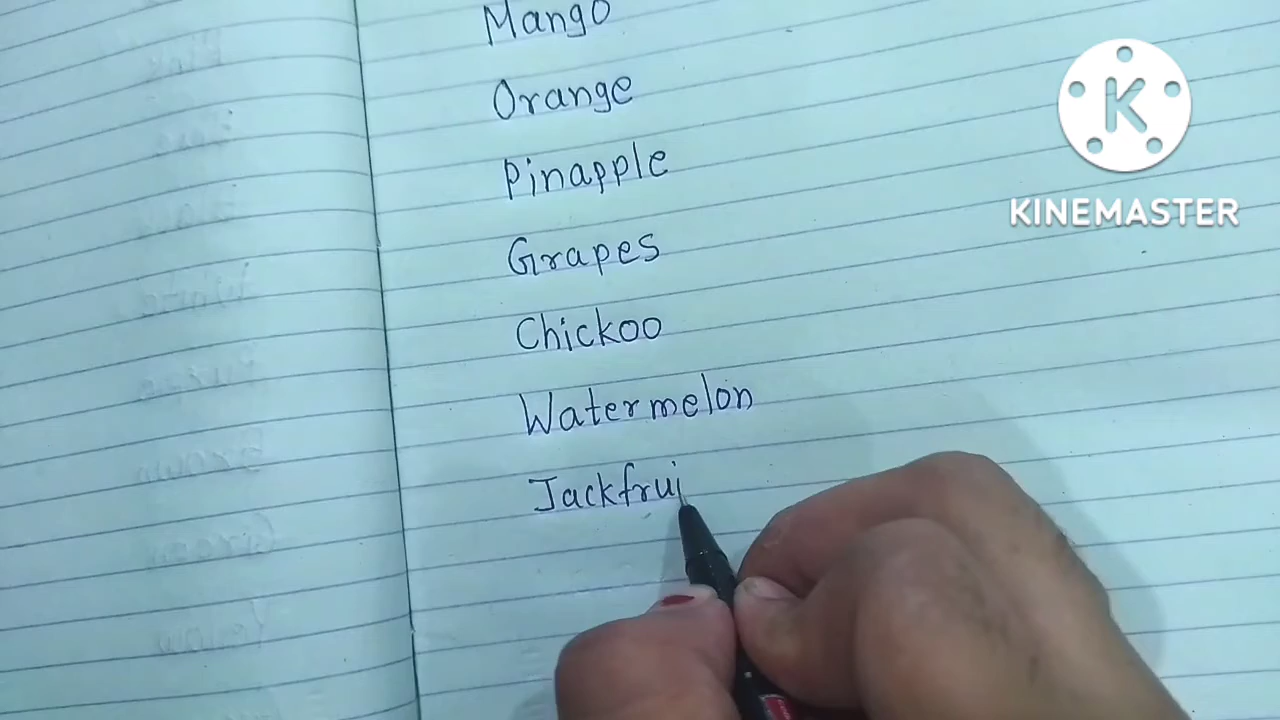 Mango
Orange
Pinapple
Grapes
Chickoo
Watermelon
Jackfrui
KINEMASTER